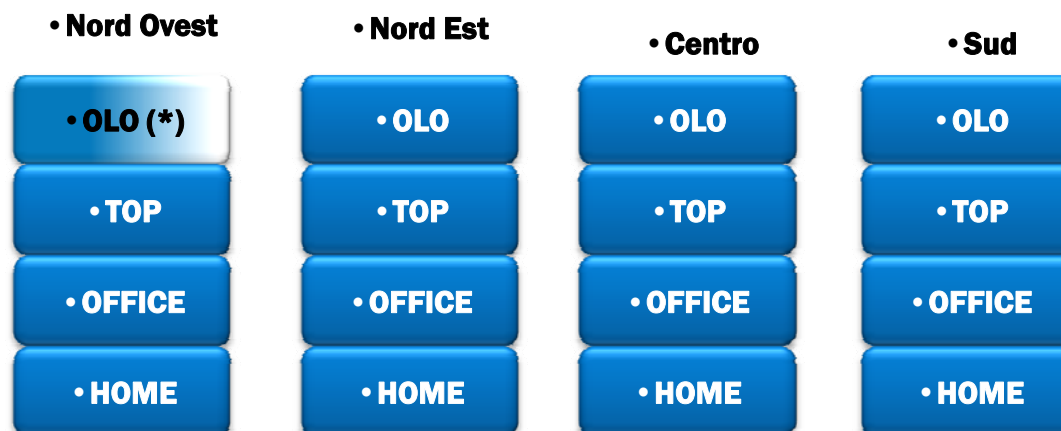 • Nord Ovest
• OLO (*)
• TOP
• OFFICE
• HOME
• Nord Est
• OLO
• TOP
• OFFICE
• HOME
• Centro
• OLO
• TOP
• OFFICE
• HOME
• Sud
• OLO
• TOP
• OFFICE
• HOME